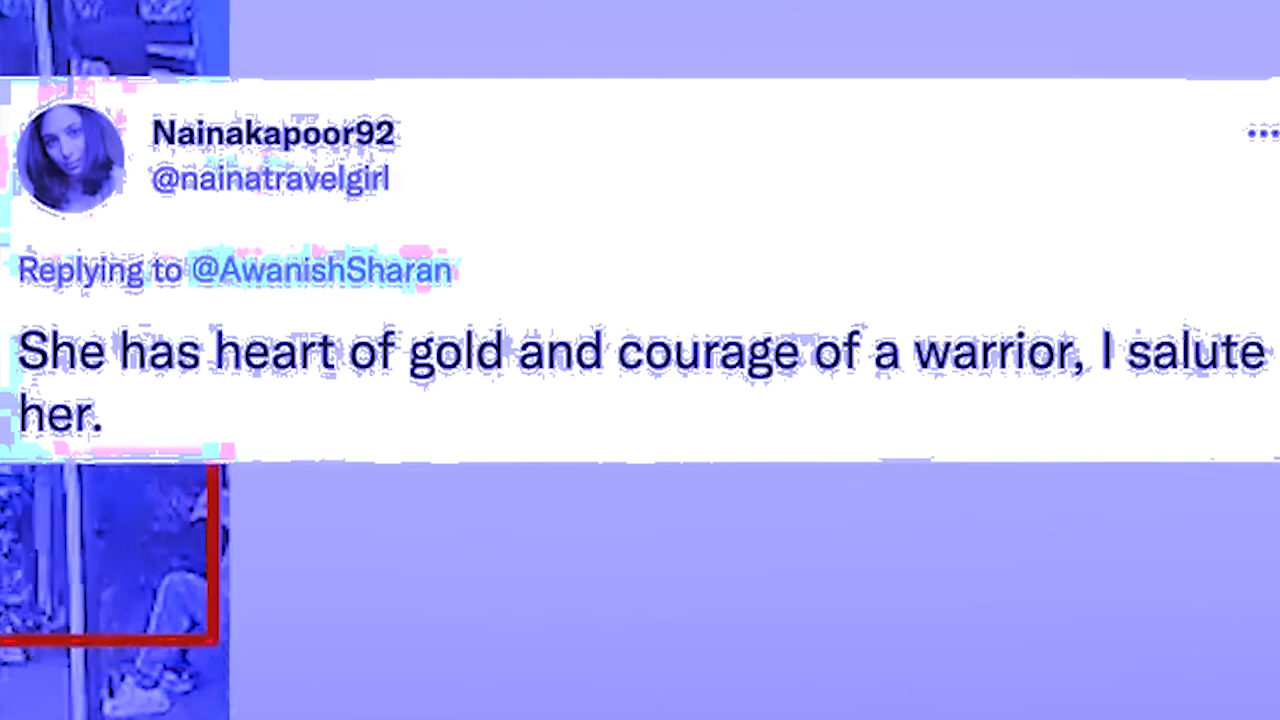 Nainakapoor92
@nainatravelgirl
Replying to @AwanishSharan
She has heart of gold and courage of a warrior, I salute
her.